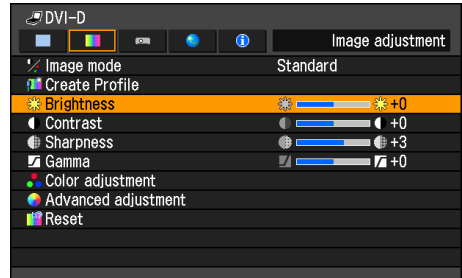 DVI-D
Image adjustment
Image mode Standard
Create Profile
Brightness +0
Contrast +0
Sharpness +3
Gamma +0
Color adjustment
Advanced adjustment
Reset